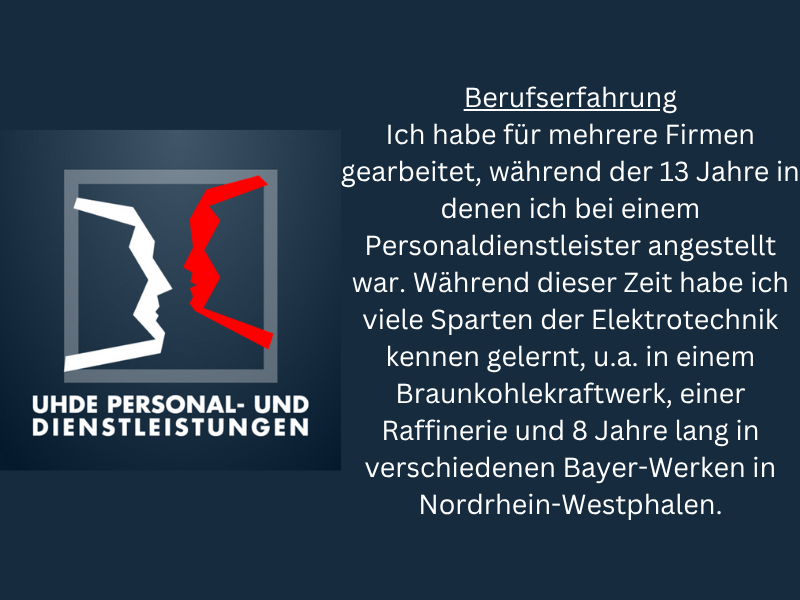 UHDE PERSONAL- UND
DIENSTLEISTUNGEN
Berufserfahrung
Ich habe für mehrere Firmen
gearbeitet, während der 13 Jahre in
denen ich bei einem
Personaldienstleister angestellt
war. Während dieser Zeit habe ich
viele Sparten der Elektrotechnik
kennen gelernt, u.a. in einem
Braunkohlekraftwerk, einer
Raffinerie und 8 Jahre lang in
verschiedenen Bayer-Werken in
Nordrhein-Westphalen.